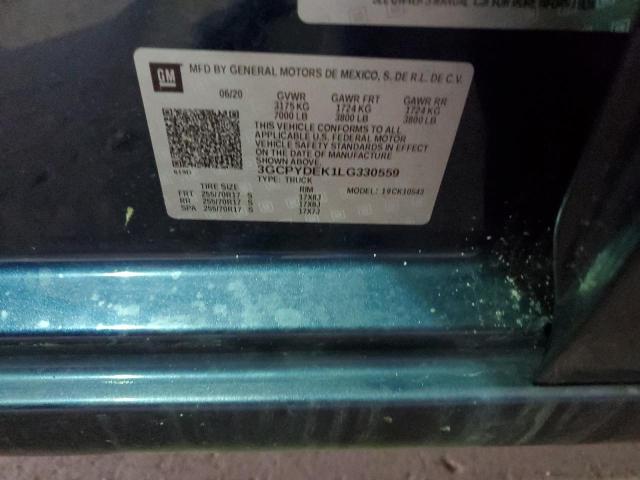 GM
MFD BY GENERAL MOTORS DE MEXICO, S. DE R.L. DE C.V.
06/20 GVWR GAWR FRT GAWR RR
3175 KG 1724 KG 1724 KG
7000 LB 3800 LB 3800 LB
THIS VEHICLE CONFORMS TO ALL
APPLICABLE U.S. FEDERAL MOTOR
VEHICLE SAFETY STANDARDS IN EFFECT
ON THE DATE OF MANUFACTURE
SHOWN ABOVE.
3GCPYDEK1LG330559
TYPE: TRUCK
TIRE SIZE RIM 19CK10543
FRT 255/70R17 S 17X8J
RR 255/70R17 S 17X8J
SPA 255/70R17 S 17X7J